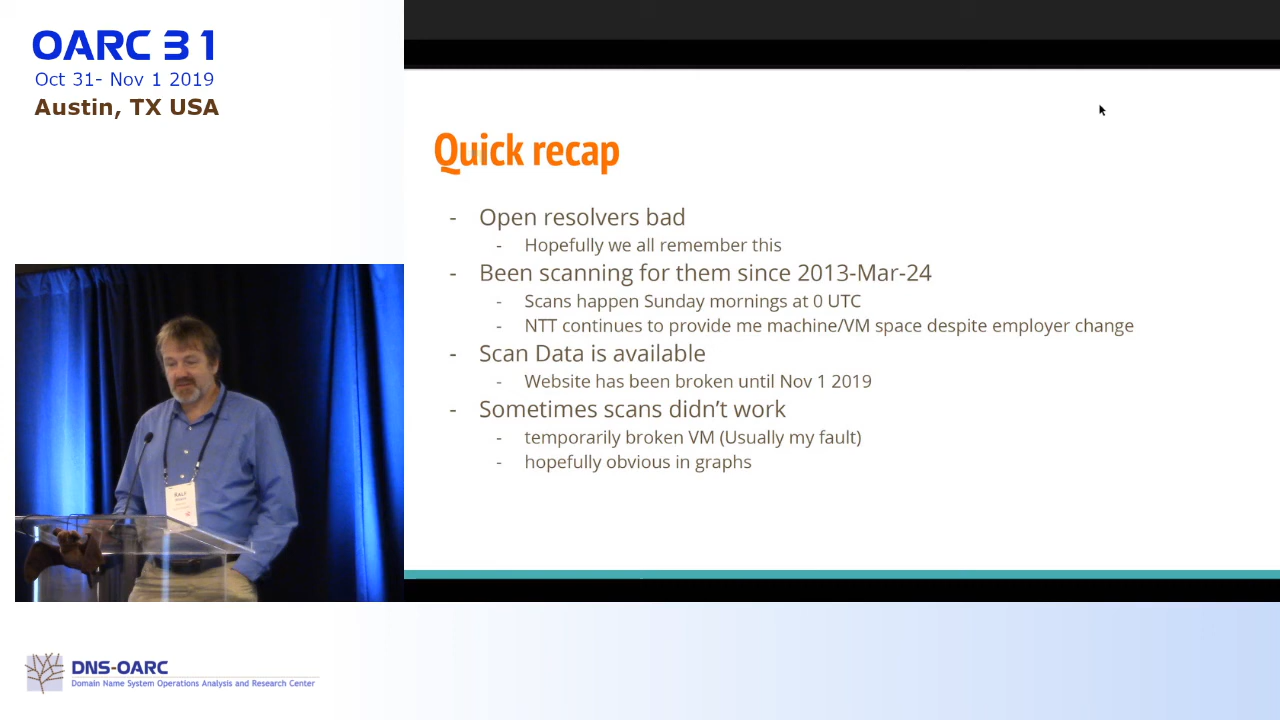 OARC 31
Oct 31- Nov 1 2019
Austin, TX USA
Quick recap
- Open resolvers bad
- Hopefully we all remember this
- Been scanning for them since 2013-Mar-24
- Scans happen Sunday mornings at 0 UTC
- NTT continues to provide me machine/VM space despite employer change
- Scan Data is available
- Website has been broken until Nov 1 2019
- Sometimes scans didn’t work
- temporarily broken VM (Usually my fault)
- hopefully obvious in graphs
RALF
DNS-OARC
Domain Name System Operations Analysis and Research Center